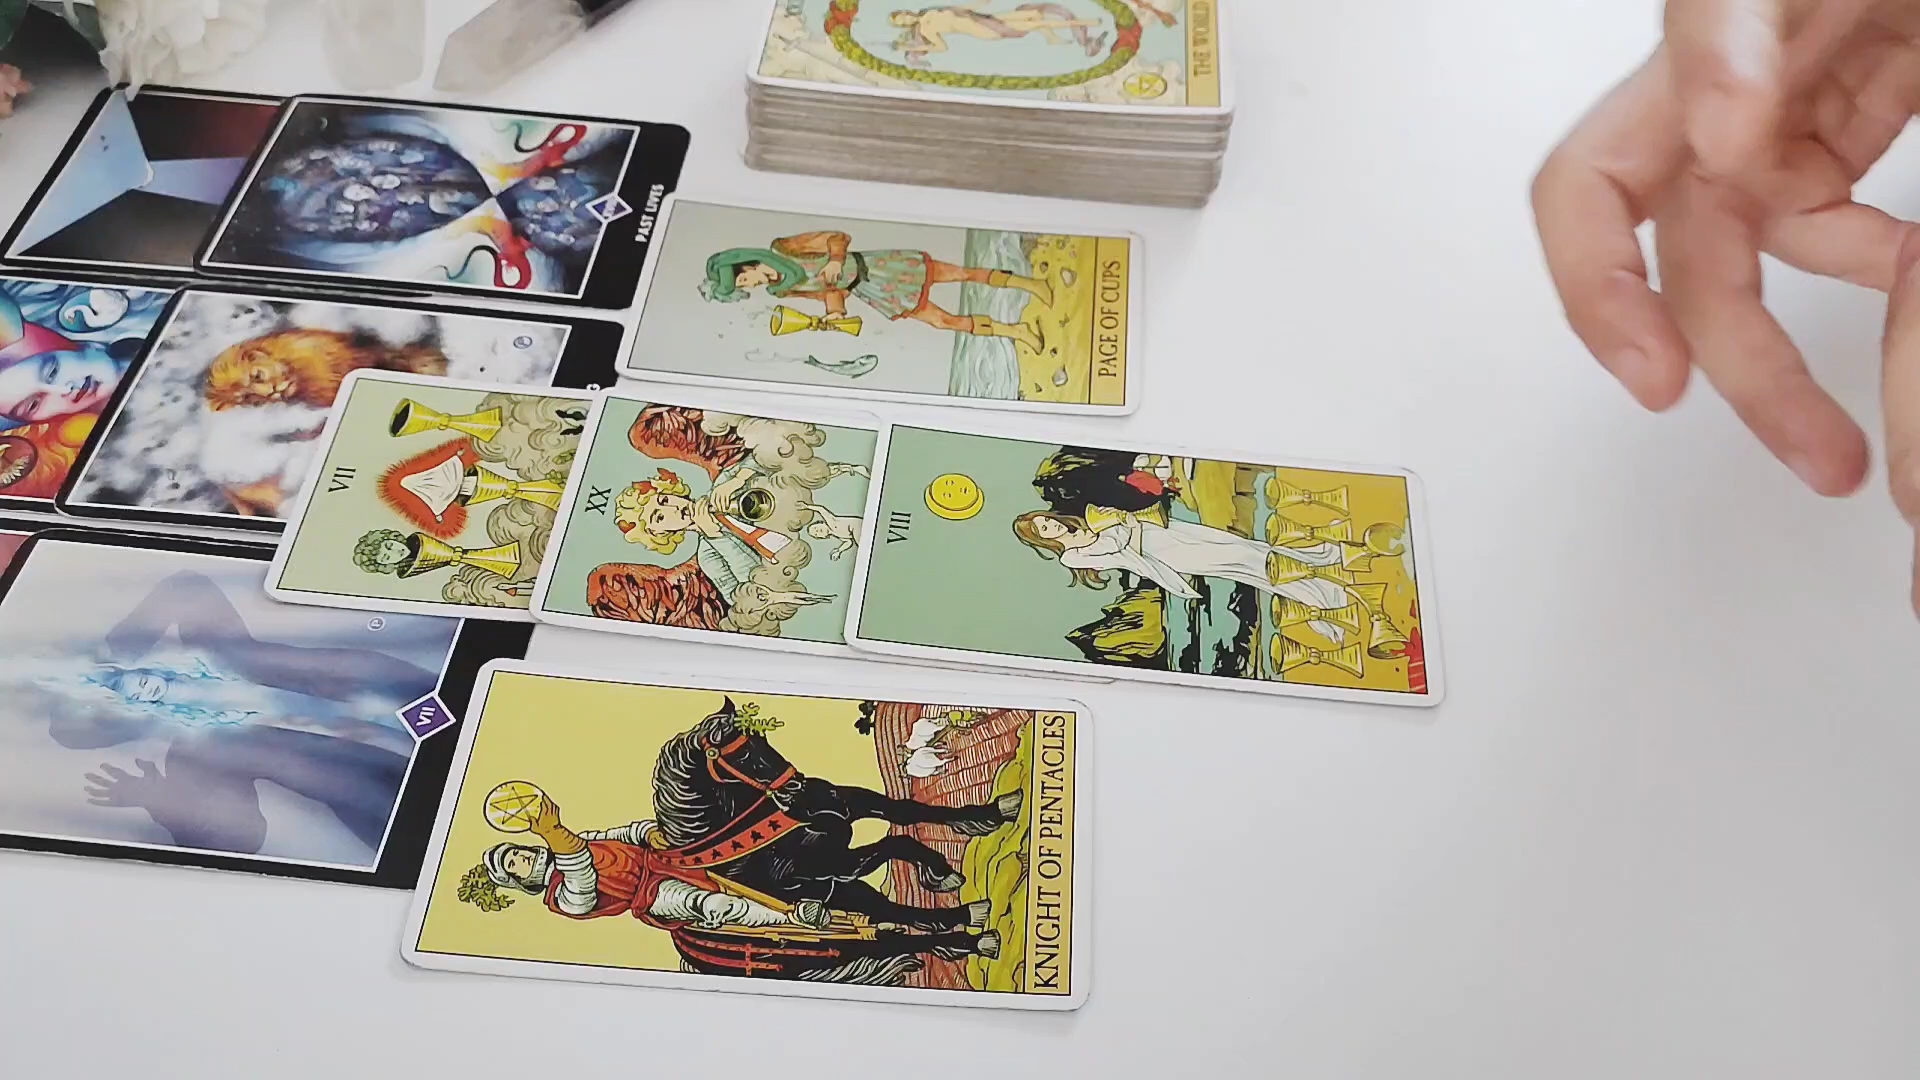 THE WORLD
PAST LIVES
PAGE OF CUPS
VII
XX
VIII
VII
KNIGHT OF PENTACLES